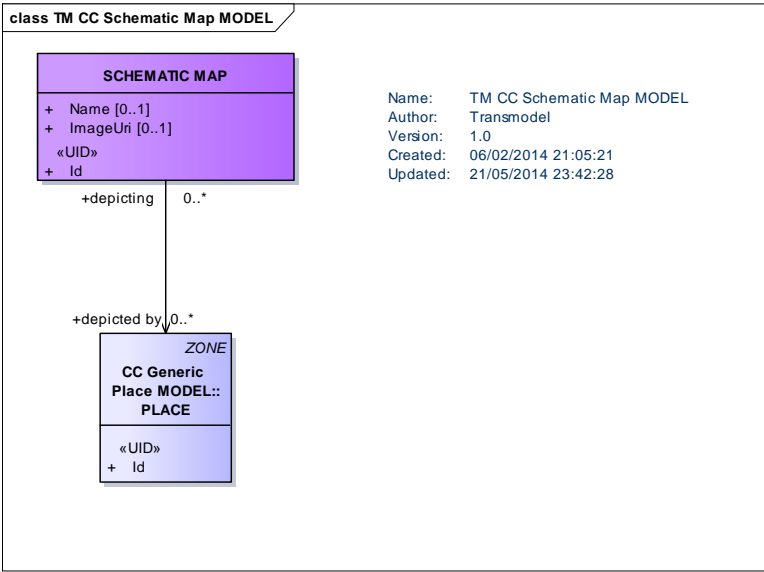 class TM CC Schematic Map MODEL
SCHEMATIC MAP
+ Name [0..1]
+ ImageUri [0..1]
«UID»
+ Id
+depicting 0..*
+depicted by 0..*
ZONE
CC Generic
Place MODEL::
PLACE
«UID»
+ Id
Name: TM CC Schematic Map MODEL
Author: Transmodel
Version: 1.0
Created: 06/02/2014 21:05:21
Updated: 21/05/2014 23:42:28